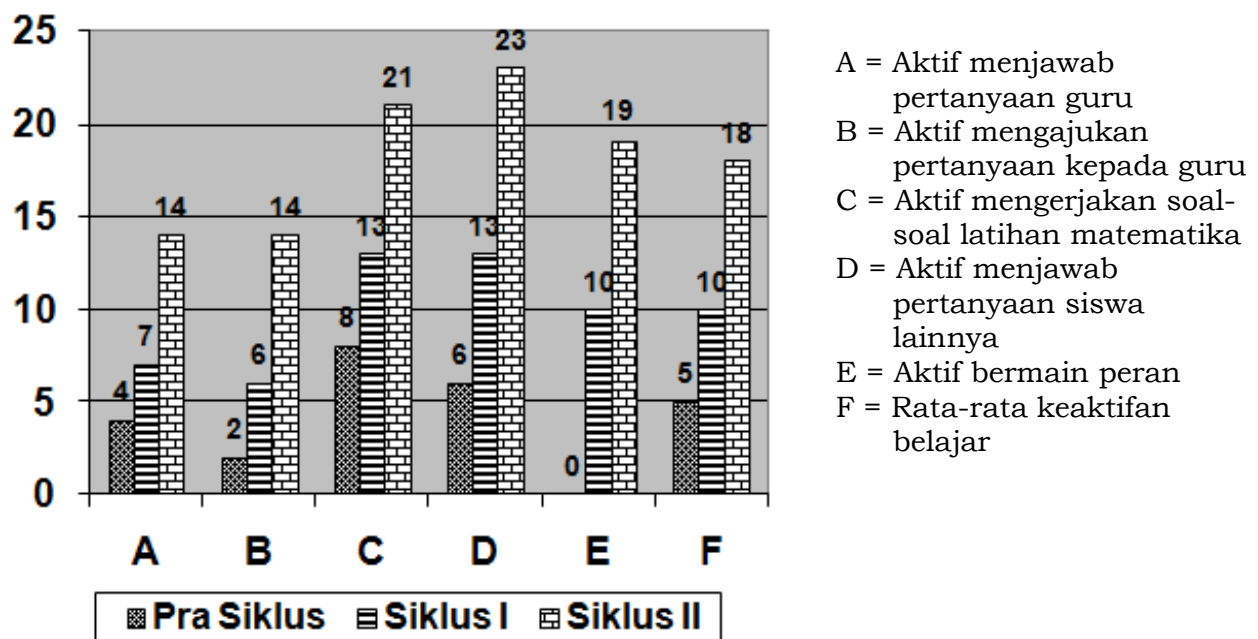 25
20
15
10
5
0
4
7
14
2
6
14
8
13
21
6
13
23
0
10
19
5
10
18
A B C D E F
Pra Siklus Siklus I Siklus II
A = Aktif menjawab
pertanyaan guru
B = Aktif mengajukan
pertanyaan kepada guru
C = Aktif mengerjakan soal-
soal latihan matematika
D = Aktif menjawab
pertanyaan siswa
lainnya
E = Aktif bermain peran
F = Rata-rata keaktifan
belajar